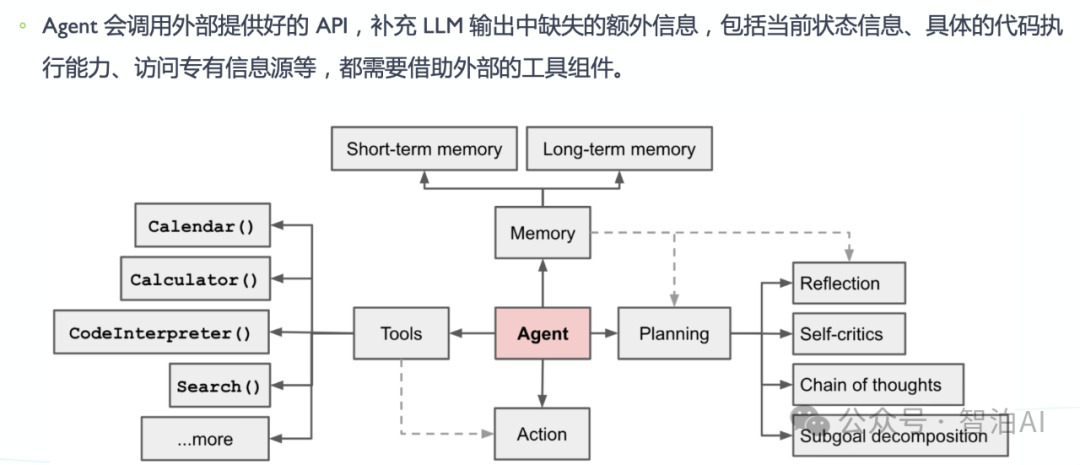 Agent 会调用外部提供好的 API，补充 LLM 输出中缺失的额外信息，包括当前状态信息、具体的代码执
行能力、访问专有信息源等，都需要借助外部的工具组件。
Short-term memory
Long-term memory
Memory
Calendar()
Calculator()
CodeInterpreter()
Search()
...more
Tools
Agent
Planning
Action
Reflection
Self-critics
Chain of thoughts
Subgoal decomposition
公众号 · 智泊AI